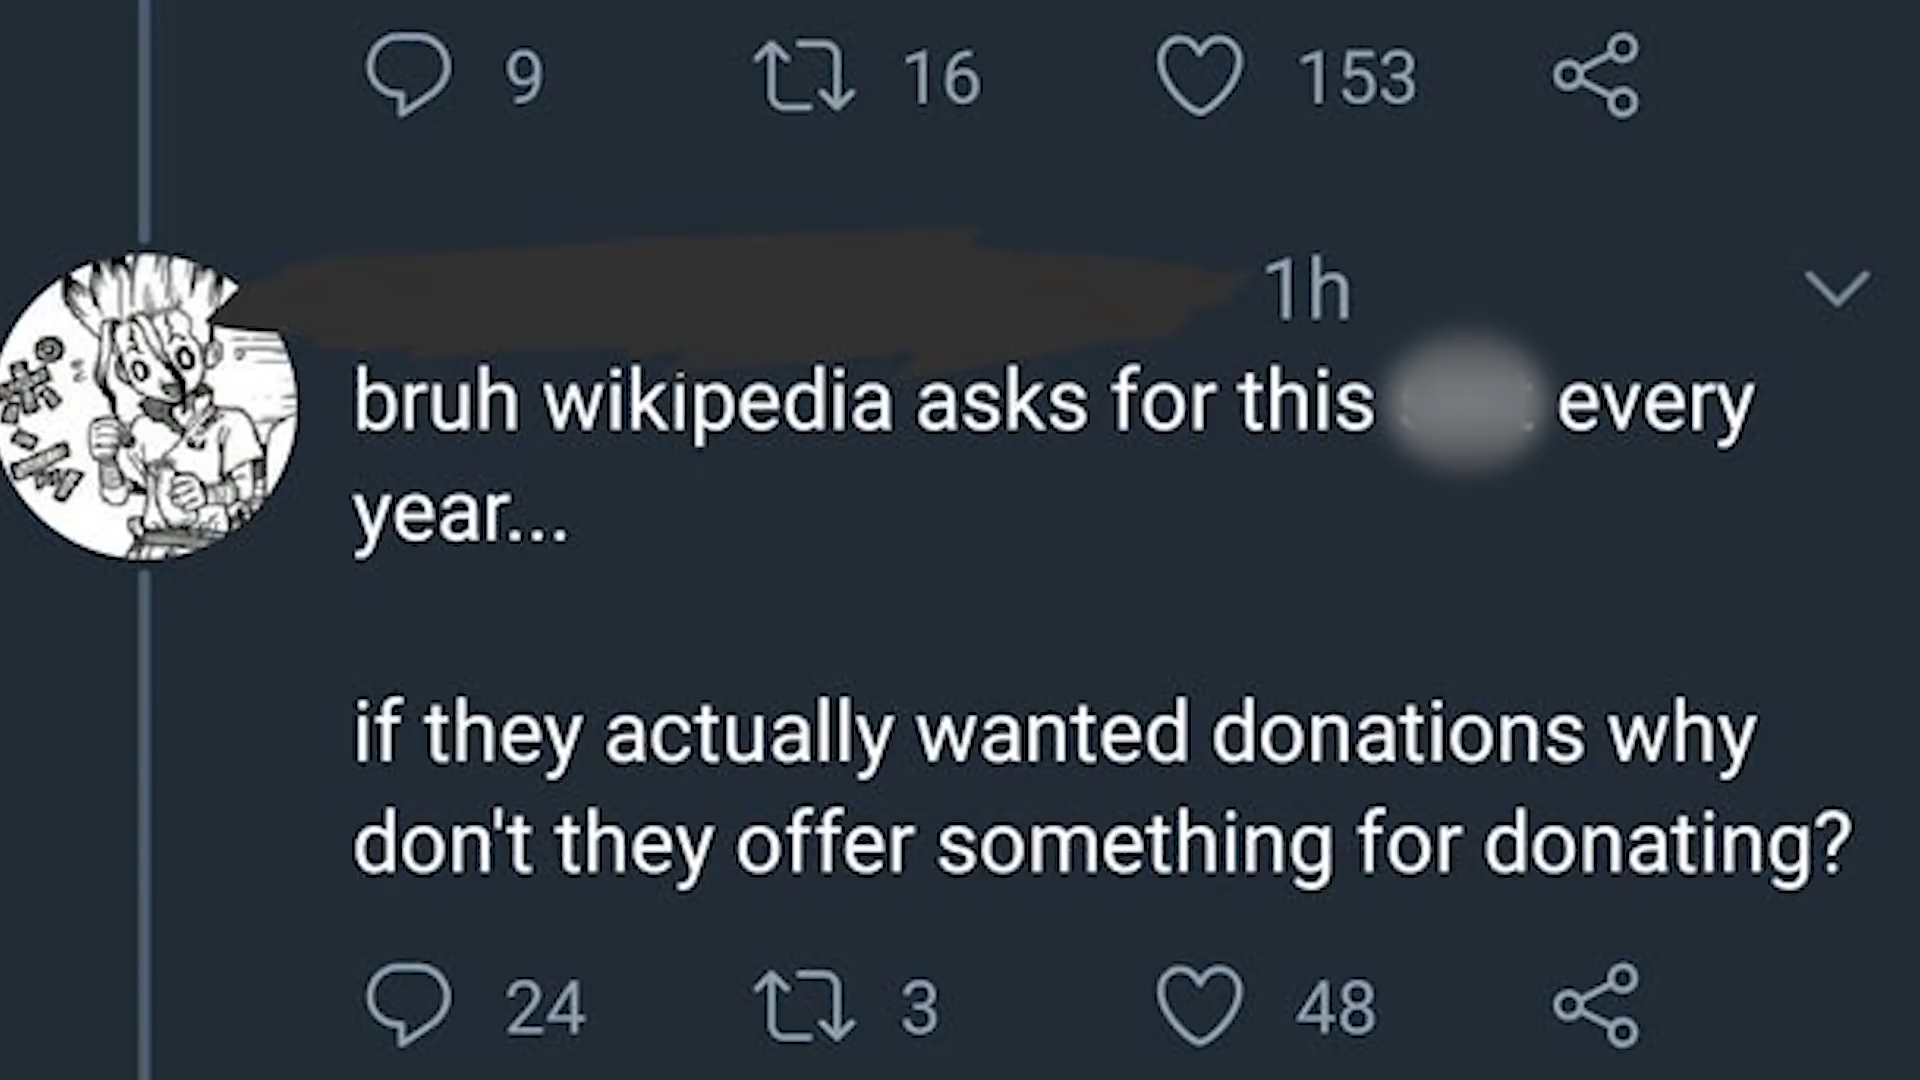 9 16 153
1h
bruh wikipedia asks for this every
year...
if they actually wanted donations why
don't they offer something for donating?
24 3 48